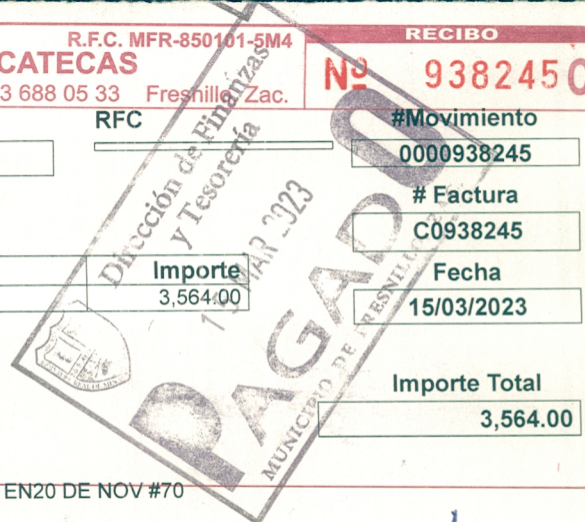 R.F.C. MFR-850101-5M4
RECIBO
CATECAS
Nº 938245
3 688 05 33 Fresnillo, Zac.
RFC
#Movimiento
0000938245
# Factura
C0938245
Importe
Fecha
3,564.00
15/03/2023
Importe Total
3,564.00
EN20 DE NOV #70
Dirección de Finanzas
y Tesorería
MAR 2023
PAGADO
MUNICIPIO DE FRESNILLO